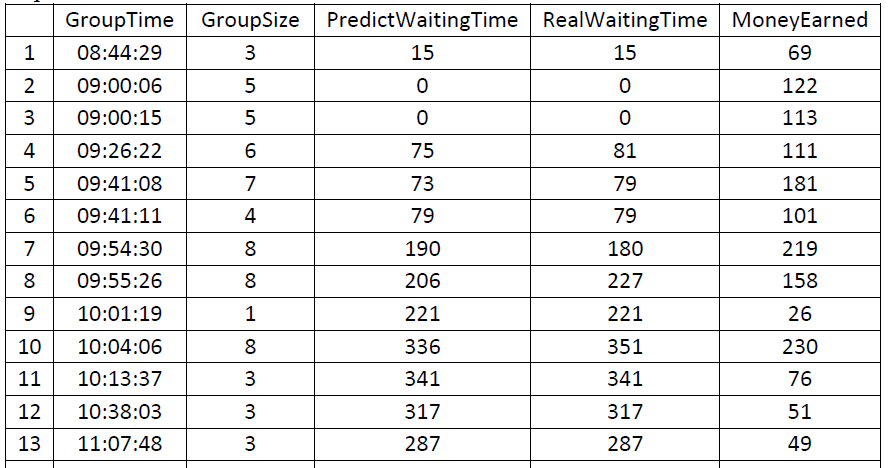 GroupTime GroupSize PredictWaitingTime RealWaitingTime MoneyEarned
1 08:44:29 3 15 15 69
2 09:00:06 5 0 0 122
3 09:00:15 5 0 0 113
4 09:26:22 6 75 81 111
5 09:41:08 7 73 79 181
6 09:41:11 4 79 79 101
7 09:54:30 8 190 180 219
8 09:55:26 8 206 227 158
9 10:01:19 1 221 221 26
10 10:04:06 8 336 351 230
11 10:13:37 3 341 341 76
12 10:38:03 3 317 317 51
13 11:07:48 3 287 287 49